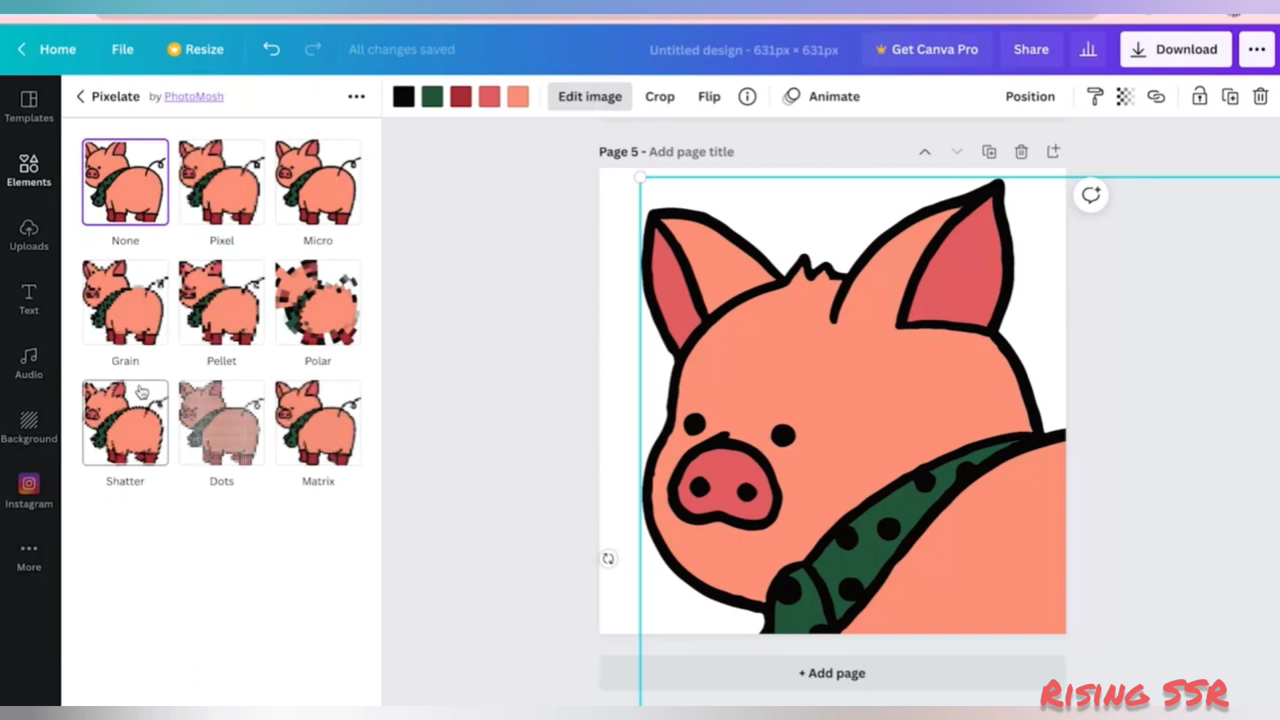 Home File Resize All changes saved Untitled design - 631px × 631px Get Canva Pro Share Download
Templates
Elements
Uploads
Text
Audio
Background
Instagram
More
Pixelate by PhotoMosh
None Pixel Micro
Grain Pellet Polar
Shatter Dots Matrix
Edit image Crop Flip Animate Position
Page 5 - Add page title
+ Add page
Rising SSR